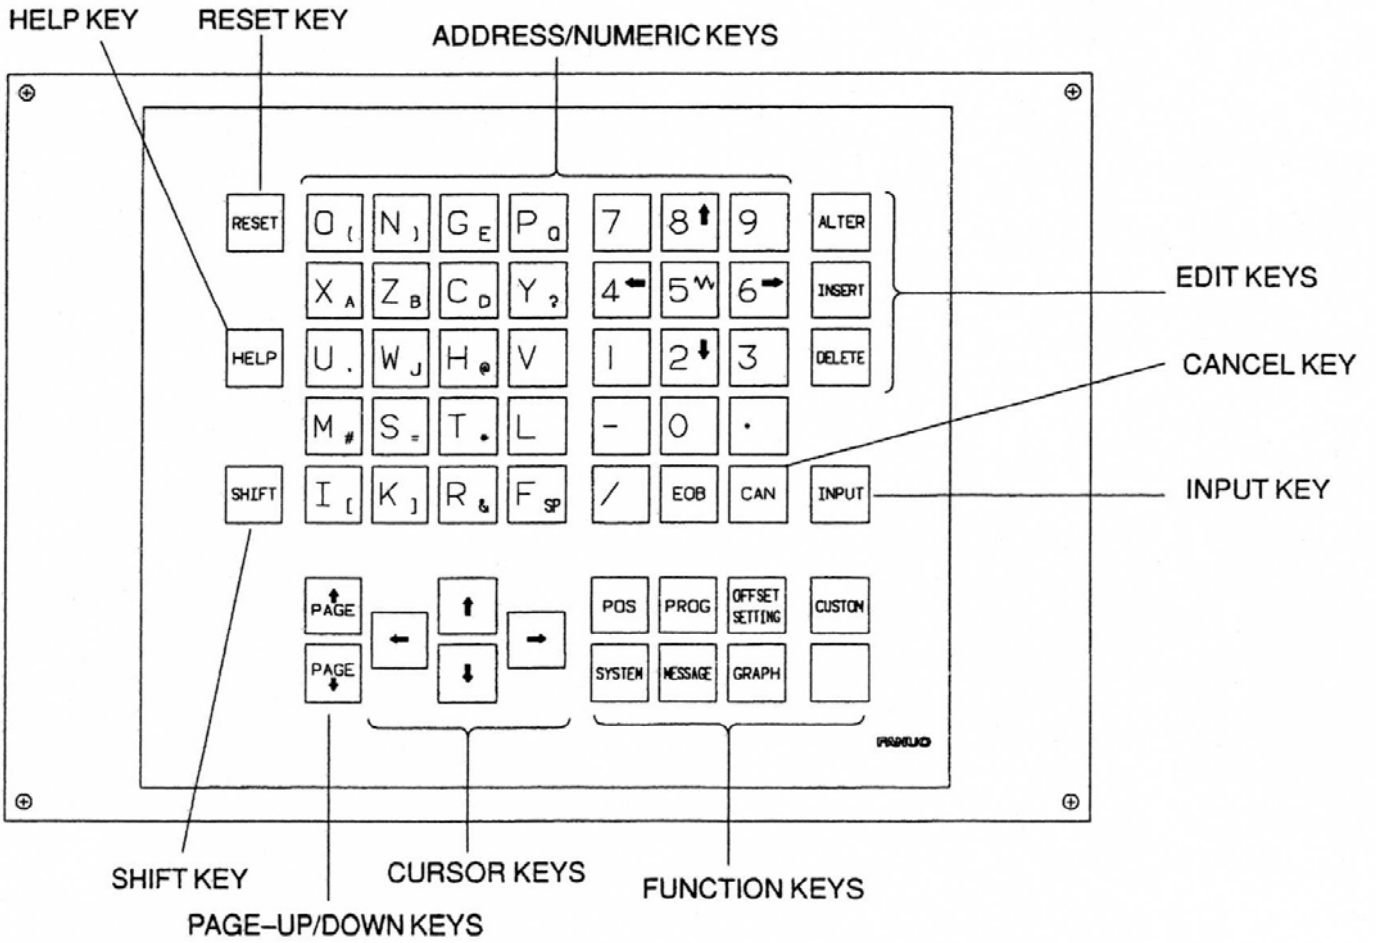 HELP KEY RESET KEY
ADDRESS/NUMERIC KEYS
RESET O ( N ) G E P Q 7 8 9 ALTER
X A Z B C D Y ? 4 5 6 INSERT
EDIT KEYS
HELP U , W J H @ V 1 2 3 DELETE
CANCEL KEY
M # S = T * L - 0 .
SHIFT I [ K ] R & F SP / EOB CAN INPUT
INPUT KEY
PAGE POS PROG OFFSET SETTING CUSTOM
PAGE SYSTEM MESSAGE GRAPH
FANUC
SHIFT KEY CURSOR KEYS FUNCTION KEYS
PAGE–UP/DOWN KEYS